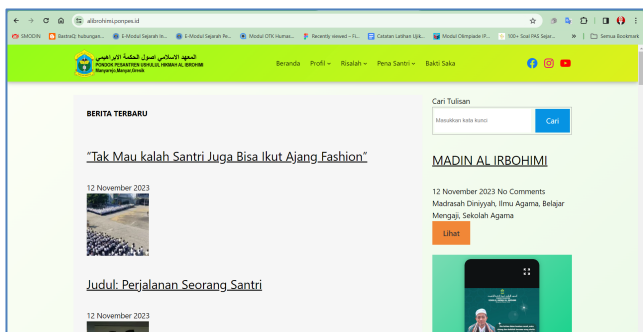 alibrohimi.ponpes.id
SMODIN
BastraQ: hubungan...
E-Modul Sejarah In...
E-Modul Sejarah Pe...
Modul OTK Humas...
Recently viewed – Fi...
Catatan Latihan Ujik...
Modul Olimpiade IP...
100+ Soal PAS Sejar...
»
Semua Bookmark
المعهد الاسلامي اصول الحكمة الابراهيمي
PONDOK PESANTREN USHULUL HIKMAH AL IBROHIMI
Manyarejo,Manyar,Gresik
Beranda
Profil
Risalah
Pena Santri
Bakti Saka
BERITA TERBARU
"Tak Mau kalah Santri Juga Bisa Ikut Ajang Fashion"
12 November 2023
Judul: Perjalanan Seorang Santri
12 November 2023
Cari Tulisan
Masukkan kata kunci
Cari
MADIN AL IRBOHIMI
12 November 2023 No Comments
Madrasah Diniyyah, Ilmu Agama, Belajar
Mengaji, Sekolah Agama
Lihat